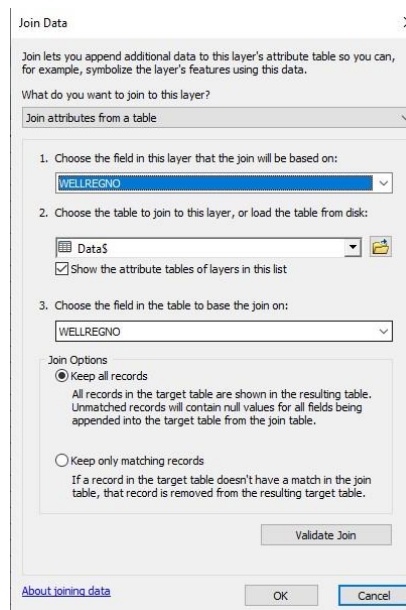 Join Data
Join lets you append additional data to this layer's attribute table so you can,
for example, symbolize the layer's features using this data.
What do you want to join to this layer?
Join attributes from a table
1. Choose the field in this layer that the join will be based on:
WELLREGNO
2. Choose the table to join to this layer, or load the table from disk:
Data$
Show the attribute tables of layers in this list
3. Choose the field in the table to base the join on:
WELLREGNO
Join Options
Keep all records
All records in the target table are shown in the resulting table.
Unmatched records will contain null values for all fields being
appended into the target table from the join table.
Keep only matching records
If a record in the target table doesn't have a match in the join
table, that record is removed from the resulting target table.
Validate Join
About joining data
OK
Cancel